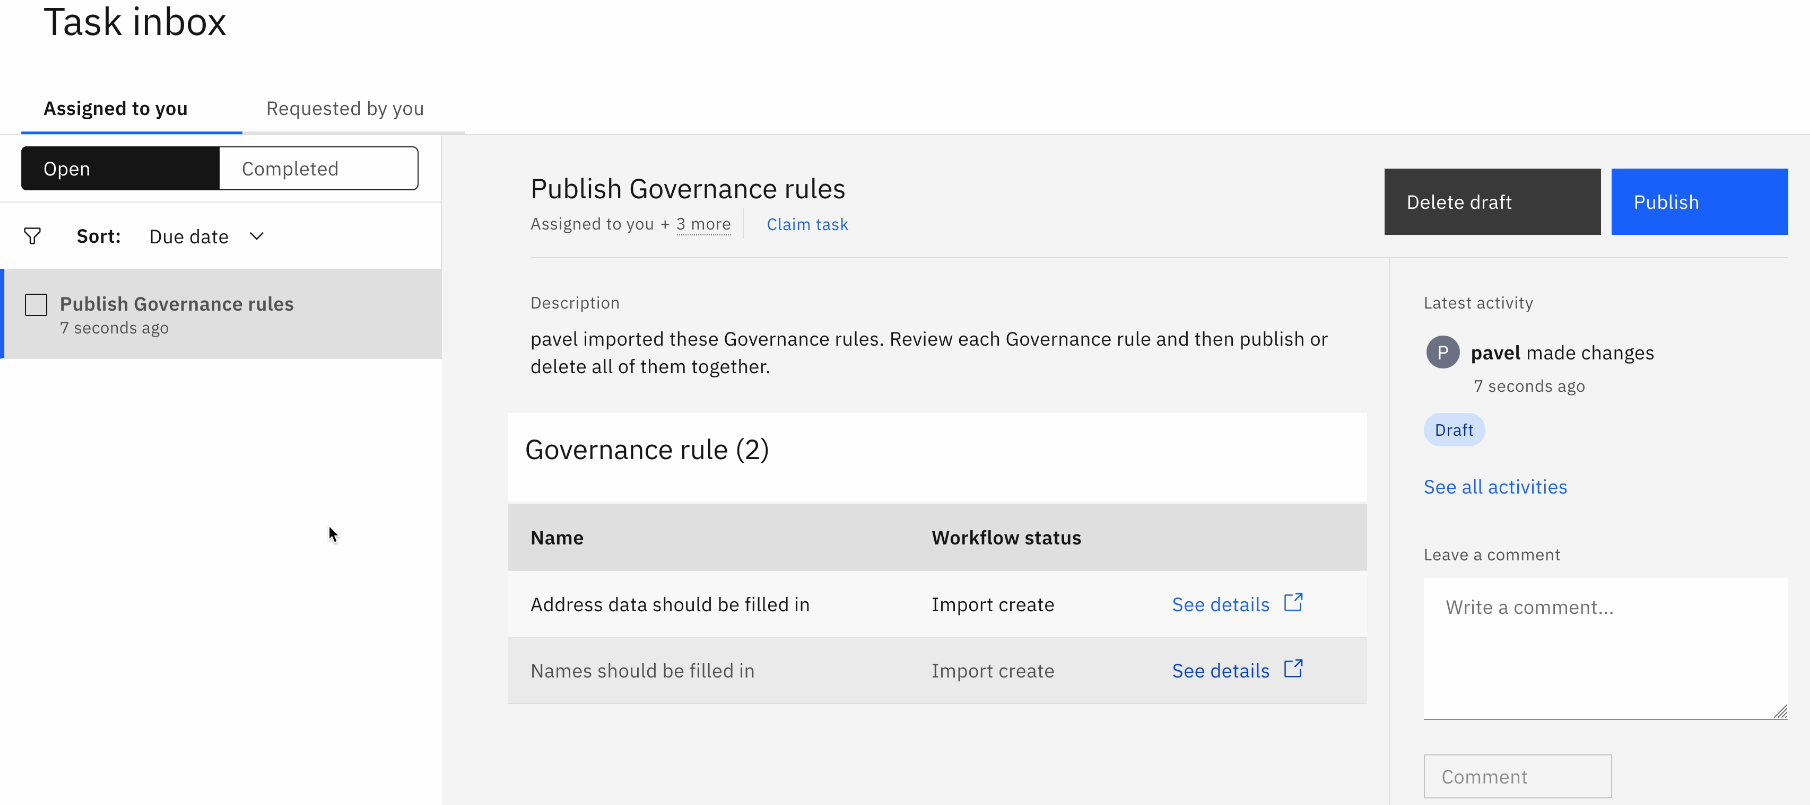 Task inbox
Assigned to you
Requested by you
Open
Completed
Sort:
Due date
Publish Governance rules
7 seconds ago
Publish Governance rules
Assigned to you + 3 more
Claim task
Delete draft
Publish
Description
pavel imported these Governance rules. Review each Governance rule and then publish or
delete all of them together.
Governance rule (2)
Name
Workflow status
Address data should be filled in
Import create
See details
Names should be filled in
Import create
See details
Latest activity
P
pavel made changes
7 seconds ago
Draft
See all activities
Leave a comment
Write a comment...
Comment